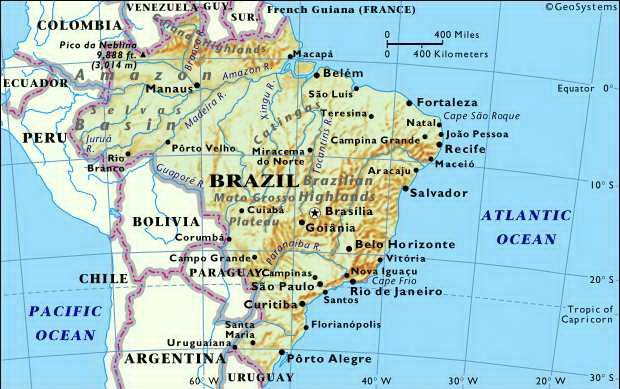 VENEZUELA
GUY.
SUR.
French Guiana (FRANCE)
©GeoSystems
COLOMBIA
Pico da Neblina
9,888 ft.
(3,014 m)
Guiana Highlands
Branco R.
0 400 Miles
0 400 Kilometers
Macapá
ECUADOR
Amazon
Amazon R.
Belém
Manaus
São Luís
Equator
0°
Selvas
Madeira R.
Xingu R.
Teresina
Fortaleza
Basin
Caatingas
Natal
Cape São Roque
PERU
Juruá
R.
Tocantins R.
Campina Grande
João Pessoa
Pôrto Velho
Miracema
do Norte
Recife
Rio
Branco
Maceió
Guaporé R.
Aracaju
BRAZIL
Brazilian
10°S
Mato Grosso
Highlands
Salvador
Plateau
Cuiabá
Brasília
BOLIVIA
Goiânia
ATLANTIC
OCEAN
Corumbá
Paranaíba R.
Belo Horizonte
Campo Grande
Vitória
CHILE
PARAGUAY
Campinas
Nova Iguaçu
Cape Frio
20°S
São Paulo
Rio de Janeiro
PACIFIC
OCEAN
Santos
Curitiba
Tropic of
Capricorn
Santa
Maria
Florianópolis
Uruguaiana
ARGENTINA
Pôrto Alegre
URUGUAY
60°W
40°W
30°W
20°W
30°S